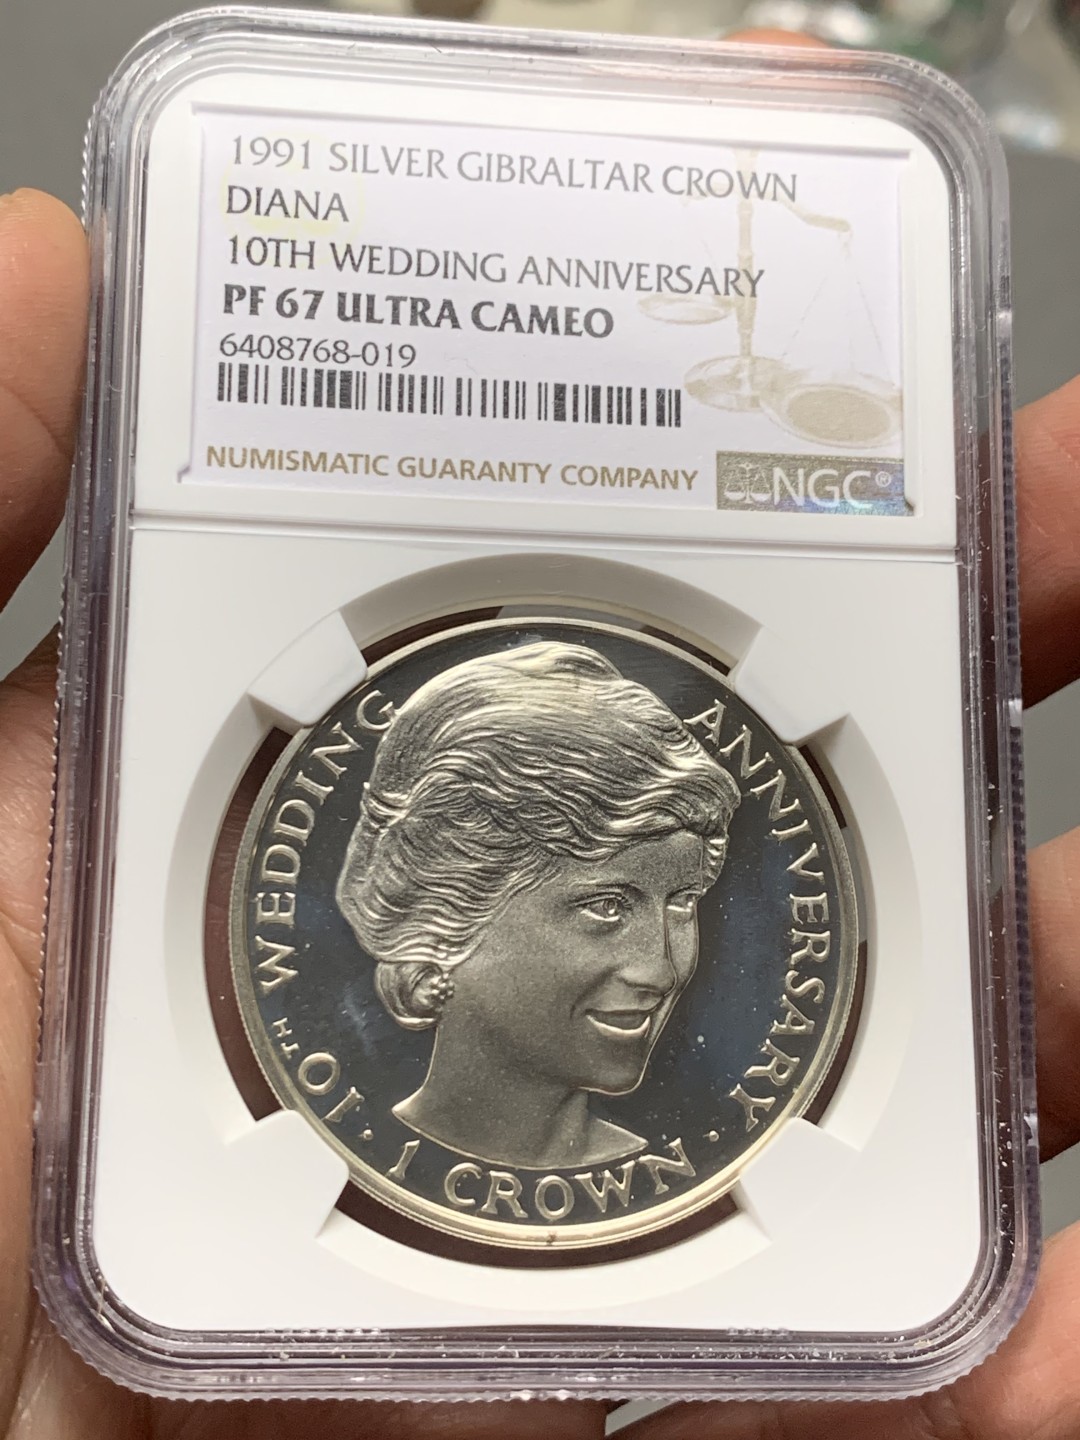 1991 SILVER GIBRALTAR CROWN
DIANA
10TH WEDDING ANNIVERSARY
PF 67 ULTRA CAMEO
6408768-019
NUMISMATIC GUARANTY COMPANY
NGC®
10TH WEDDING ANNIVERSARY
· 1 CROWN ·